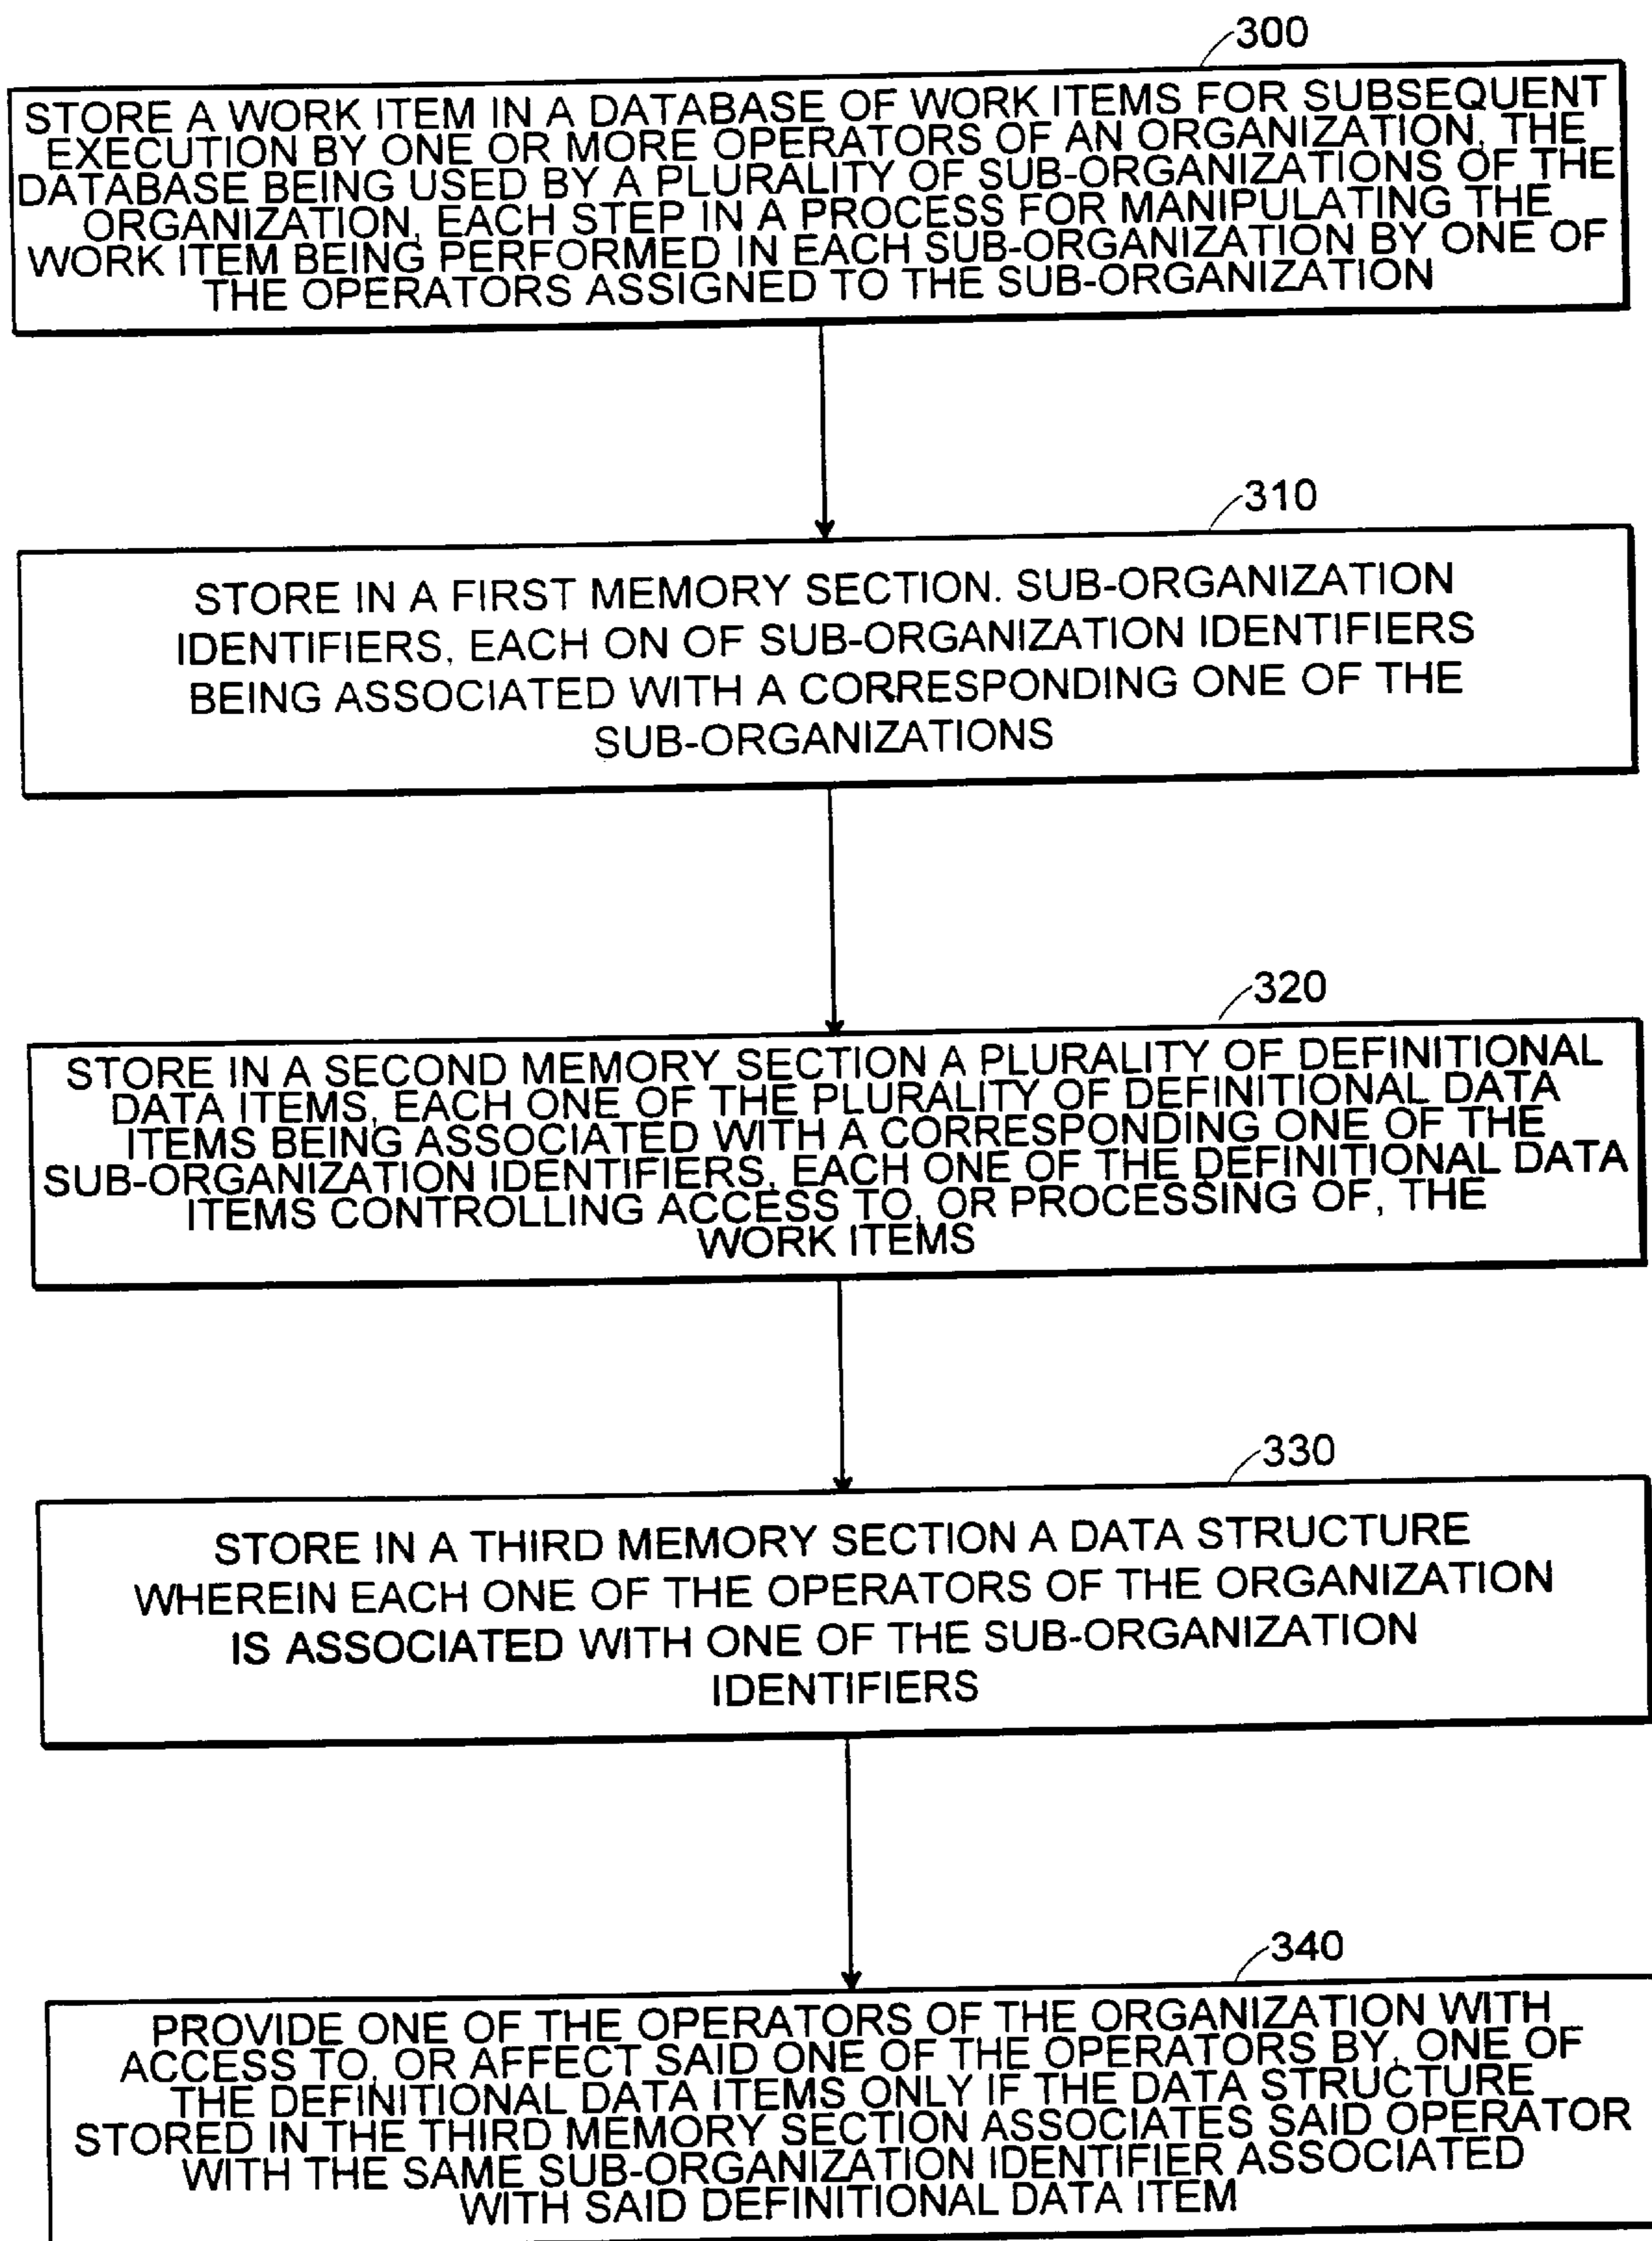 300
STORE A WORK ITEM IN A DATABASE OF WORK ITEMS FOR SUBSEQUENT
EXECUTION BY ONE OR MORE OPERATORS OF AN ORGANIZATION, THE
DATABASE BEING USED BY A PLURALITY OF SUB-ORGANIZATIONS OF THE
ORGANIZATION, EACH STEP IN A PROCESS FOR MANIPULATING THE
WORK ITEM BEING PERFORMED IN EACH SUB-ORGANIZATION BY ONE OF
THE OPERATORS ASSIGNED TO THE SUB-ORGANIZATION
310
STORE IN A FIRST MEMORY SECTION. SUB-ORGANIZATION
IDENTIFIERS, EACH ON OF SUB-ORGANIZATION IDENTIFIERS
BEING ASSOCIATED WITH A CORRESPONDING ONE OF THE
SUB-ORGANIZATIONS
320
STORE IN A SECOND MEMORY SECTION A PLURALITY OF DEFINITIONAL
DATA ITEMS, EACH ONE OF THE PLURALITY OF DEFINITIONAL DATA
ITEMS BEING ASSOCIATED WITH A CORRESPONDING ONE OF THE
SUB-ORGANIZATION IDENTIFIERS, EACH ONE OF THE DEFINITIONAL DATA
ITEMS CONTROLLING ACCESS TO, OR PROCESSING OF, THE
WORK ITEMS
330
STORE IN A THIRD MEMORY SECTION A DATA STRUCTURE
WHEREIN EACH ONE OF THE OPERATORS OF THE ORGANIZATION
IS ASSOCIATED WITH ONE OF THE SUB-ORGANIZATION
IDENTIFIERS
340
PROVIDE ONE OF THE OPERATORS OF THE ORGANIZATION WITH
ACCESS TO, OR AFFECT SAID ONE OF THE OPERATORS BY, ONE OF
THE DEFINITIONAL DATA ITEMS ONLY IF THE DATA STRUCTURE
STORED IN THE THIRD MEMORY SECTION ASSOCIATES SAID OPERATOR
WITH THE SAME SUB-ORGANIZATION IDENTIFIER ASSOCIATED
WITH SAID DEFINITIONAL DATA ITEM